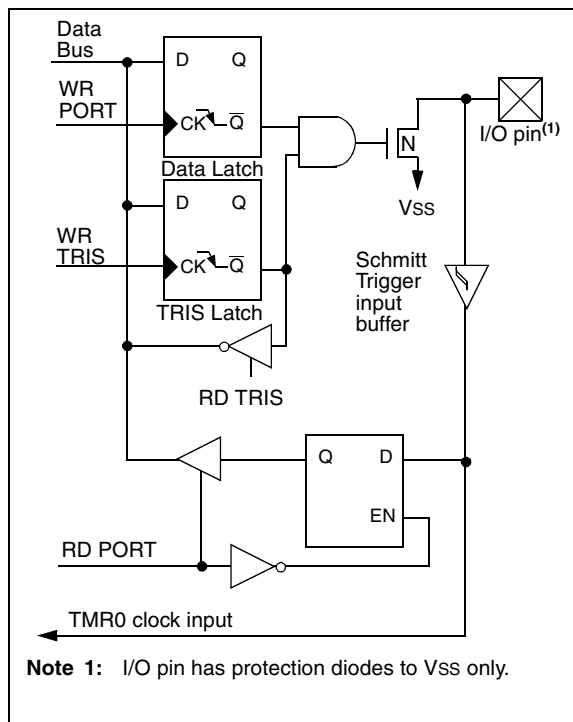 Data
Bus
D Q
WR
PORT
CK Q̅
Data Latch
I/O pin(1)
N
VSS
D Q
WR
TRIS
CK Q̅
TRIS Latch
Schmitt
Trigger
input
buffer
RD TRIS
Q D
EN
RD PORT
TMR0 clock input
Note 1: I/O pin has protection diodes to VSS only.